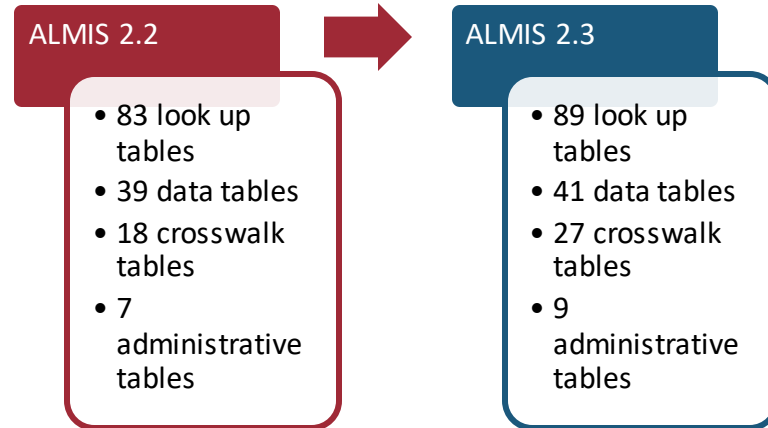 ALMIS 2.2
• 83 look up
tables
• 39 data tables
• 18 crosswalk
tables
• 7
administrative
tables
ALMIS 2.3
• 89 look up
tables
• 41 data tables
• 27 crosswalk
tables
• 9
administrative
tables